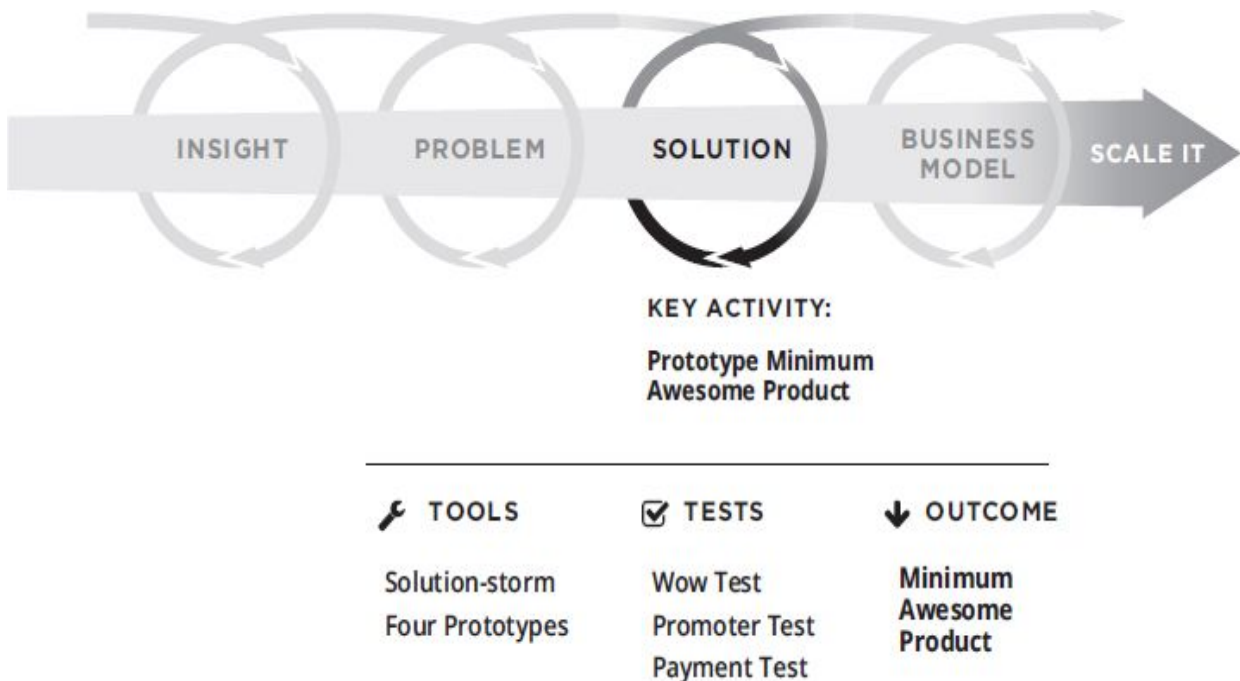 INSIGHT
PROBLEM
SOLUTION
BUSINESS
MODEL
SCALE IT
KEY ACTIVITY:
Prototype Minimum
Awesome Product
TOOLS
Solution-storm
Four Prototypes
TESTS
Wow Test
Promoter Test
Payment Test
OUTCOME
Minimum
Awesome
Product